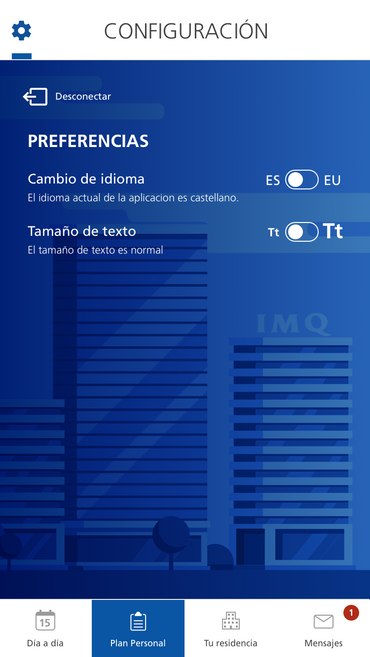 CONFIGURACIÓN
Desconectar
PREFERENCIAS
Cambio de idioma
ES EU
El idioma actual de la aplicacion es castellano.
Tamaño de texto
Tt Tt
El tamaño de texto es normal
IMQ
15
1
Día a día
Plan Personal
Tu residencia
Mensajes